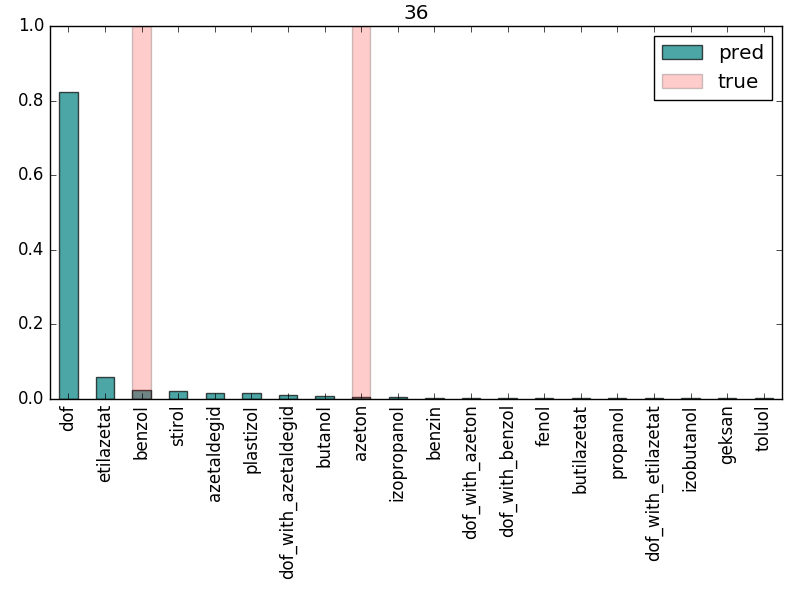 36
1.0
0.8
0.6
0.4
0.2
0.0
pred
true
dof
etilazetat
benzol
stirol
azetaldegid
plastizol
dof_with_azetaldegid
butanol
azeton
izopropanol
benzin
dof_with_azeton
dof_with_benzol
fenol
butilazetat
propanol
dof_with_etilazetat
izobutanol
geksan
toluol